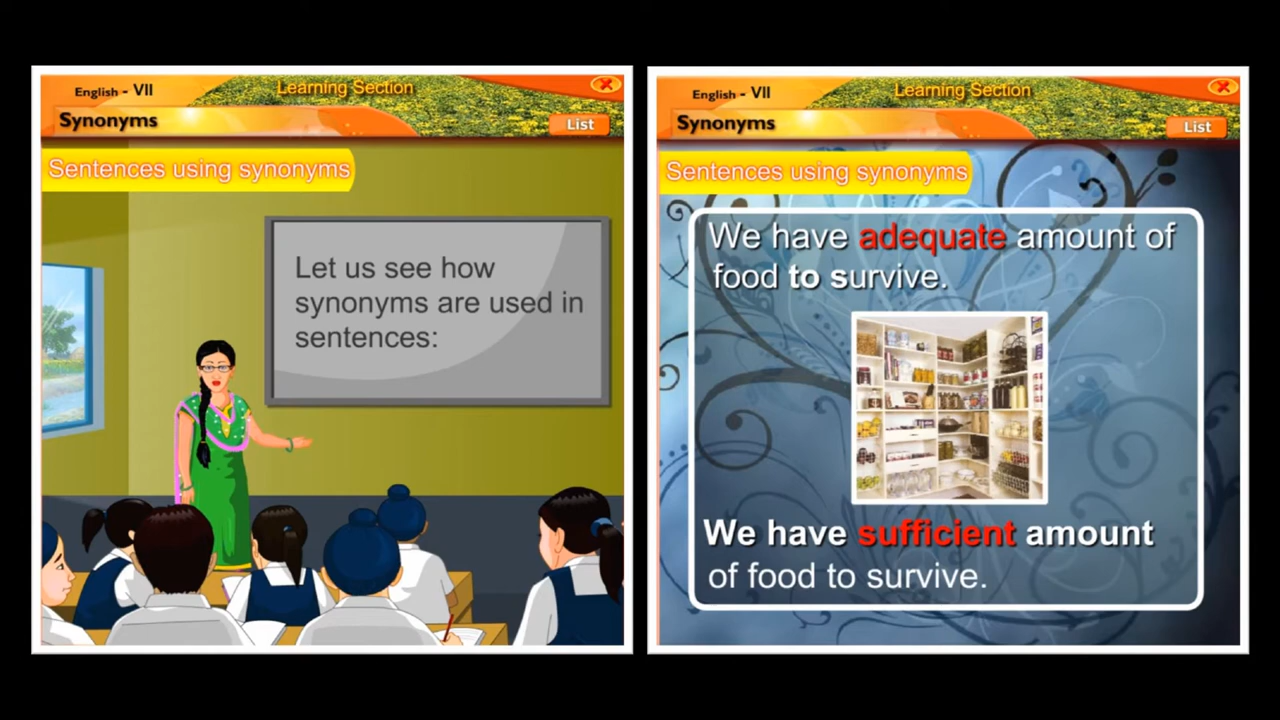 English - VII
Learning Section
Synonyms
List
Sentences using synonyms
Let us see how
synonyms are used in
sentences:
English - VII
Learning Section
Synonyms
List
Sentences using synonyms
We have adequate amount of
food to survive.
We have sufficient amount
of food to survive.